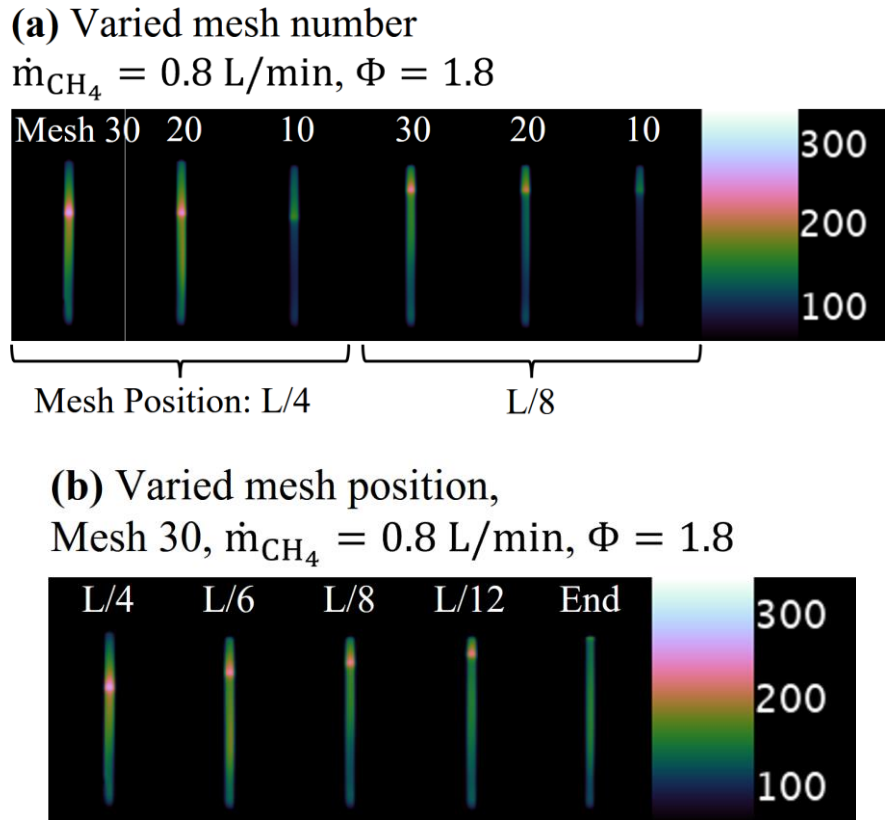 (a) Varied mesh number
ṁCH₄ = 0.8 L/min, Φ = 1.8
Mesh 30 20 10 30 20 10
300
200
100
Mesh Position: L/4 L/8
(b) Varied mesh position,
Mesh 30, ṁCH₄ = 0.8 L/min, Φ = 1.8
L/4 L/6 L/8 L/12 End
300
200
100